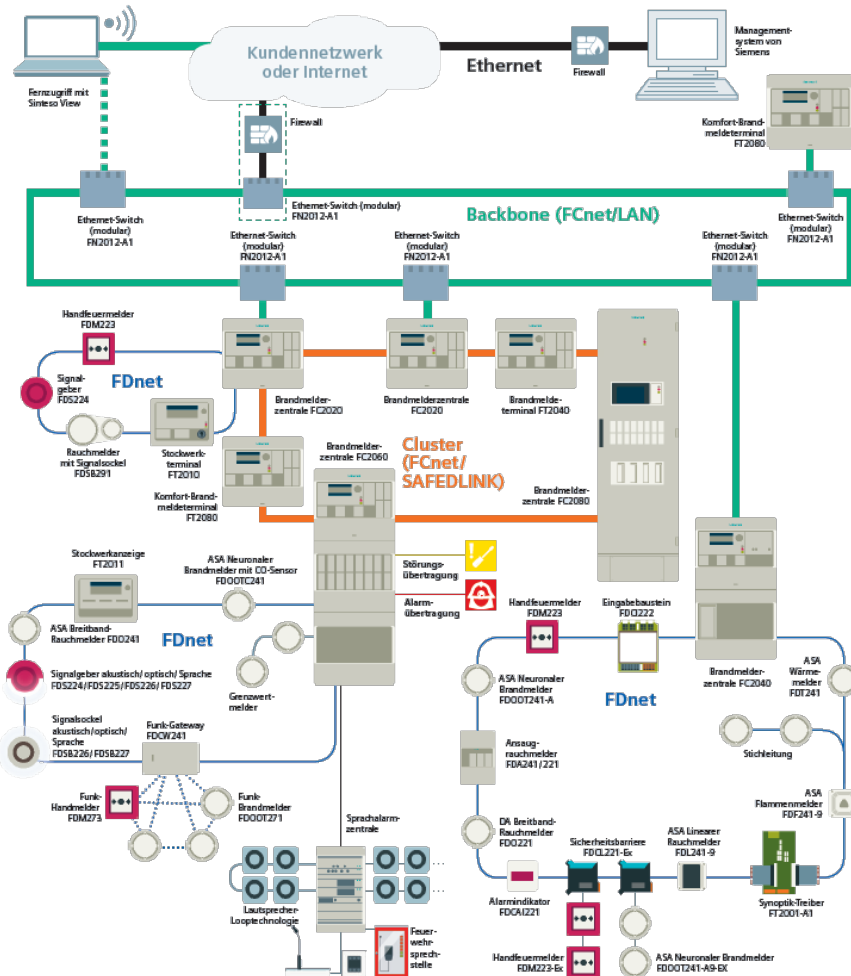 Kundennetzwerk
oder Internet
Ethernet
Firewall
Management-
system von
Siemens
Fernzugriff mit
Sinteso View
Firewall
Komfort-Brand-
meldeterminal
FT2080
Ethernet-Switch
(modular)
FN2012-A1
Ethernet-Switch (modular)
FN2012-A1
Backbone (FCnet/LAN)
Ethernet-Switch
(modular)
FN2012-A1
Ethernet-Switch
(modular)
FN2012-A1
Ethernet-Switch
(modular)
FN2012-A1
Ethernet-Switch
(modular)
FN2012-A1
Handfeuermelder
FDM223
FDnet
Signal-
geber
FDS224
Rauchmelder
mit Signalsockel
FDSB291
Stockwerk-
terminal
FT2010
Brandmelder-
zentrale FC2020
Brandmelderzentrale
FC2020
Brandmelde-
terminal FT2040
Komfort-Brand-
meldeterminal
FT2080
Brandmelder-
zentrale FC2060
Cluster
(FCnet/
SAFEDLINK)
Brandmelder-
zentrale
FC2080
Stockwerkanzeige
FT2011
ASA Neuronaler
Brandmelder mit CO-Sensor
FDOOTC241
Störungs-
übertragung
Alarm-
übertragung
ASA Breitband-
Rauchmelder FDO241
FDnet
Signalgeber akustisch/optisch/Sprache
FDS224/FDS225/FDS226/FDS227
Grenzwert-
melder
Signalsockel
akustisch/optisch/
Sprache
FDSB226/FDSB227
Funk-Gateway
FDCW241
Funk-
Handmelder
FDM273
Funk-
Brandmelder
FDOOT271
Sprachalarm-
zentrale
Lautsprecher-
Looptechnologie
Feuer-
wehr-
sprech-
stelle
Handfeuermelder
FDM223
Eingabebaustein
FDCI222
Brandmelder-
zentrale FC2040
ASA
Wärme-
melder
FDT241
ASA Neuronaler
Brandmelder
FDOOT241-A
FDnet
Stichleitung
Ansaug-
rauchmelder
FDA241/221
ASA
Flammenmelder
FDF241-9
DA Breitband-
Rauchmelder
FDO221
Sicherheitsbarriere
FDCL221-Ex
ASA Linearer
Rauchmelder
FDL241-9
Alarmindikator
FDCAI221
Synoptik-Treiber
FT2001-A1
Handfeuermelder
FDM223-Ex
ASA Neuronaler Brandmelder
FDOOT241-A9-EX